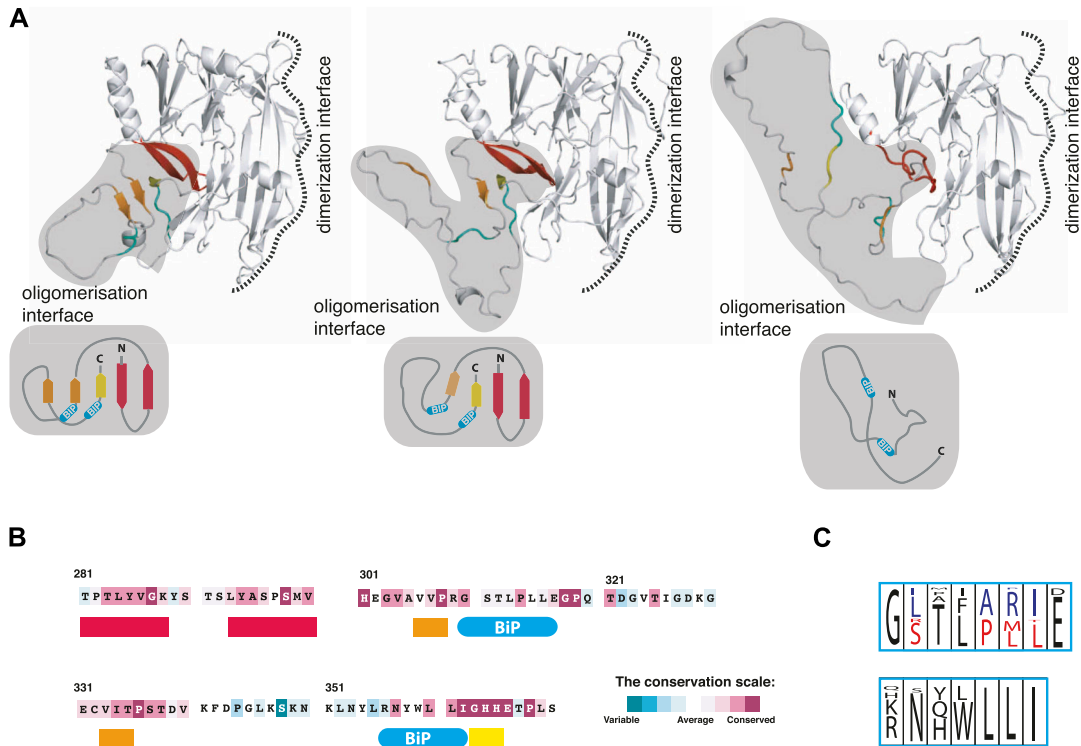 A
dimerization interface
dimerization interface
dimerization interface
oligomerisation
interface
oligomerisation
interface
oligomerisation
interface
C
N
BiP
BiP
C
N
BiP
BiP
BiP
N
BiP
C
B
C
281
TPTLYVGKYS TSLYASPSMV
301
HEGVAVVPRG STLPLLEGPQ
321
TDGVTIGDKG
BiP
331
ECVITPSTDV KFDPGLKSKN
351
KLNYLRNYWL LIGHHETPLS
BiP
The conservation scale:
Variable Average Conserved
G L T I A R I D
S L P M L E
L
K N Y L L L I
R Q W
H